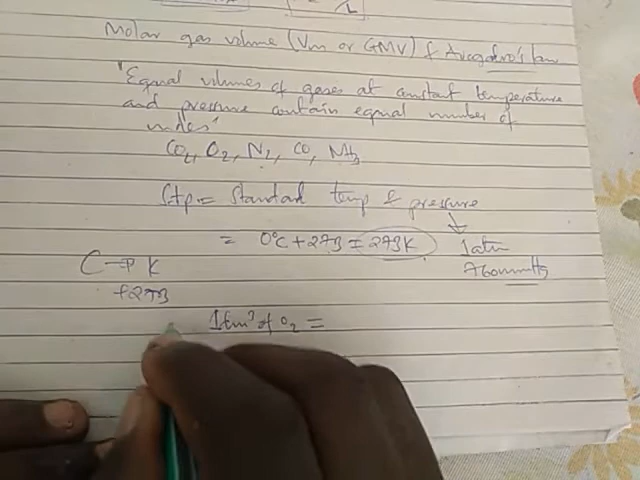 Molar gas volume (Vm or GMV) & Avogadro's law
"Equal volumes of gases at constant temperature
and pressure contain equal number of
moles"
CO2, O2, N2, CO, NH3
Stp = Standard temp & pressure
= 0°C + 273 = 273K 1atm
C → K 760mmHg
+273
1dm³ of O2 =